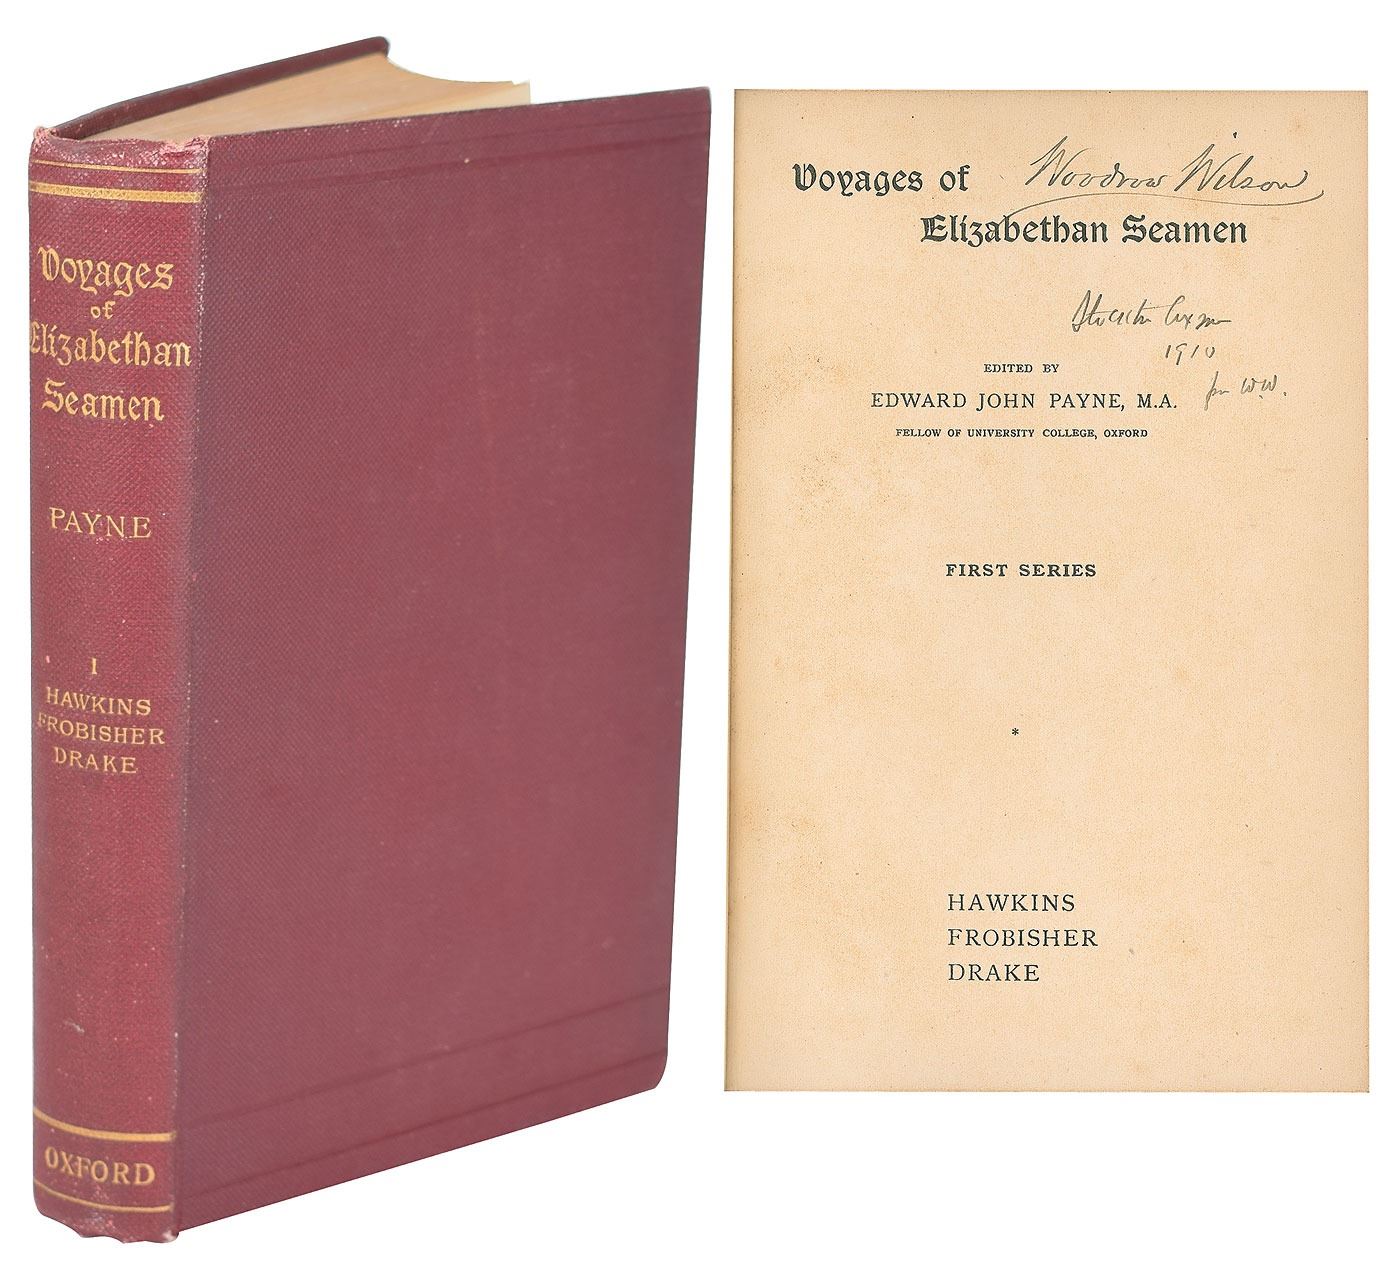 Voyages
of
Elizabethan
Seamen
PAYNE
I
HAWKINS
FROBISHER
DRAKE
OXFORD
Voyages of Woodrow Wilson
Elizabethan Seamen
1910
EDITED BY
EDWARD JOHN PAYNE, M.A.
W.W.
FELLOW OF UNIVERSITY COLLEGE, OXFORD
FIRST SERIES
*
HAWKINS
FROBISHER
DRAKE